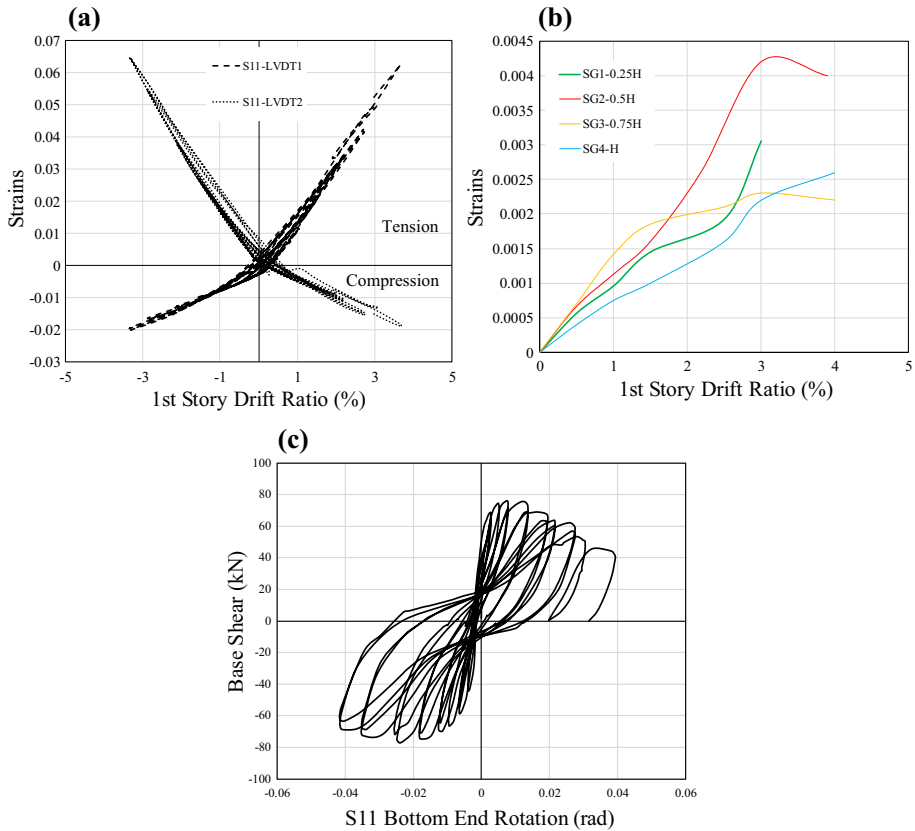 (a)
0.07
0.06
0.05
0.04
0.03
0.02
0.01
0
-0.01
-0.02
-0.03
Strains
S11-LVDT1
S11-LVDT2
Tension
Compression
-5 -3 -1 1 3 5
1st Story Drift Ratio (%)
(b)
0.0045
0.004
0.0035
0.003
0.0025
0.002
0.0015
0.001
0.0005
0
Strains
SG1-0.25H
SG2-0.5H
SG3-0.75H
SG4-H
0 1 2 3 4 5
1st Story Drift Ratio (%)
(c)
100
80
60
40
20
0
-20
-40
-60
-80
-100
Base Shear (kN)
-0.06 -0.04 -0.02 0 0.02 0.04 0.06
S11 Bottom End Rotation (rad)